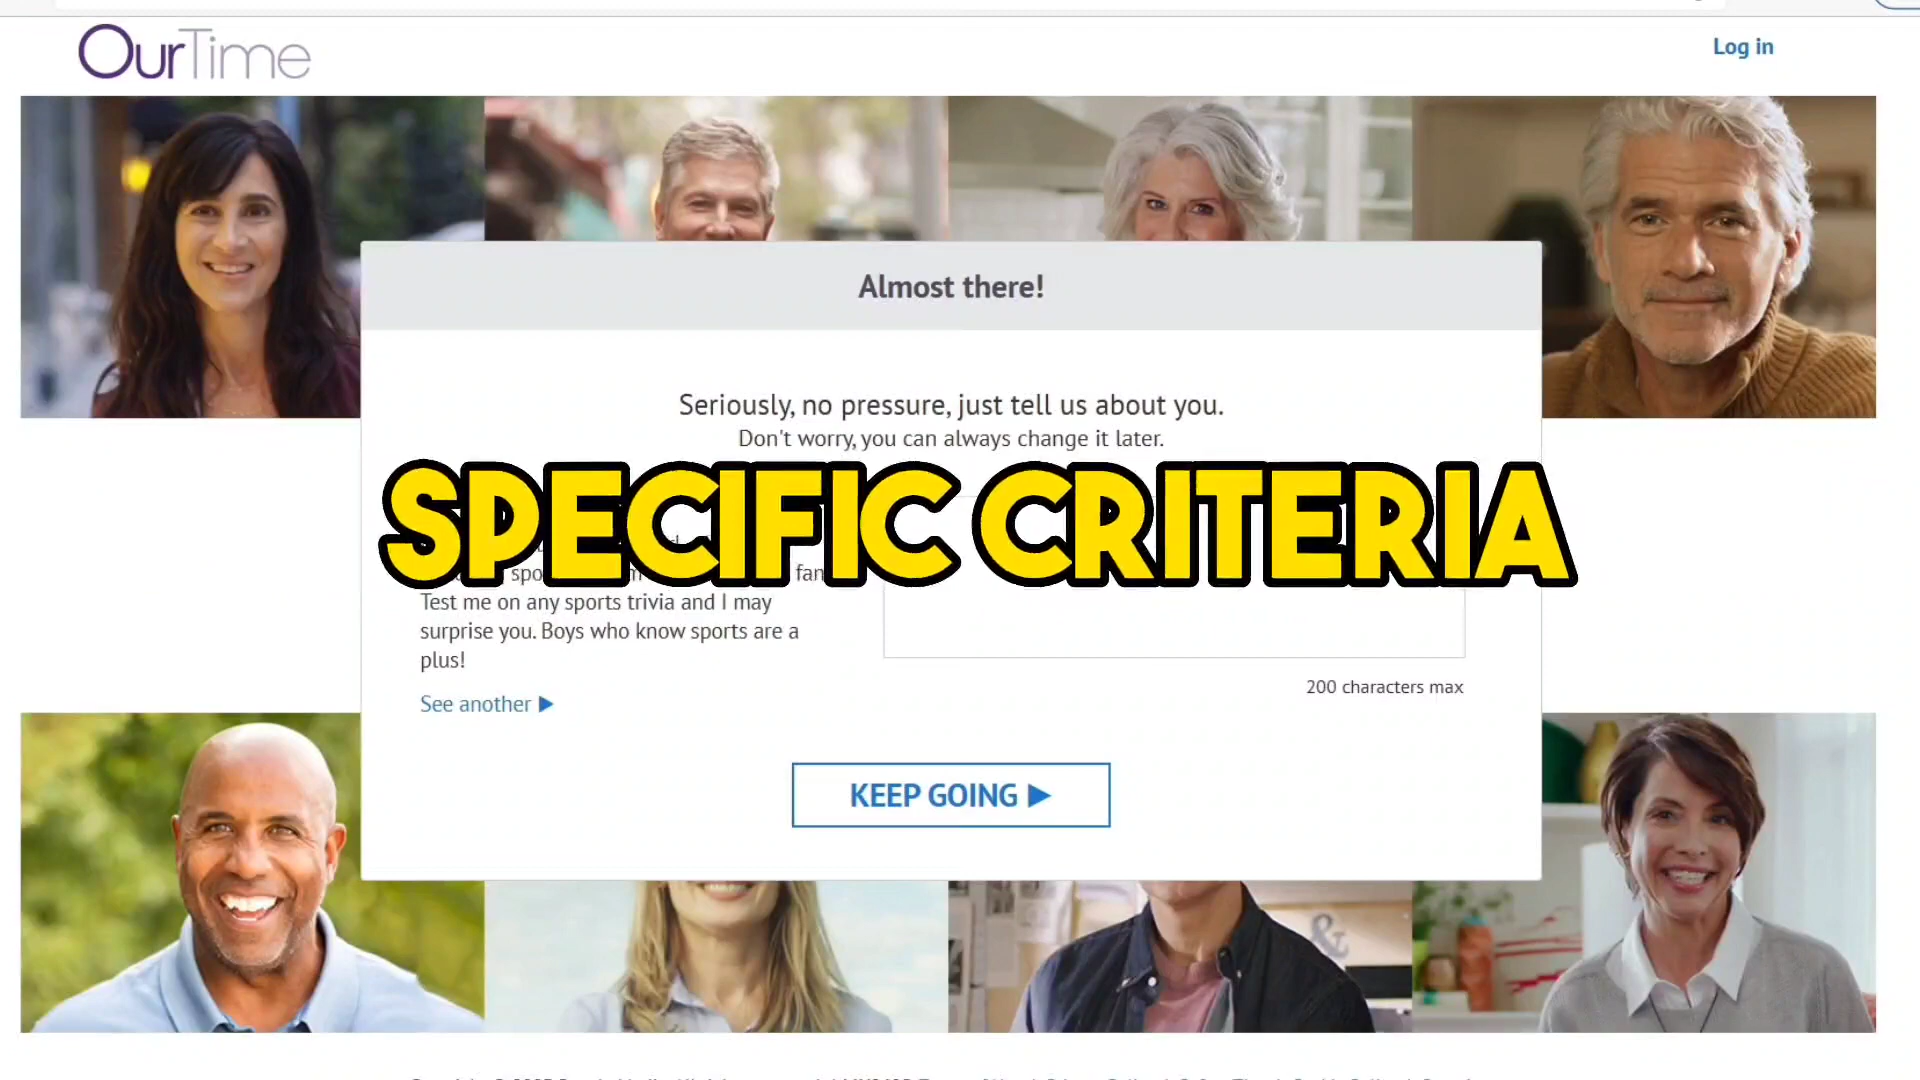 OurTime
Log in
Almost there!
Seriously, no pressure, just tell us about you.
Don't worry, you can always change it later.
SPECIFIC CRITERIA
fan
Test me on any sports trivia and I may
surprise you. Boys who know sports are a
plus!
200 characters max
See another ▶
KEEP GOING ▶
&